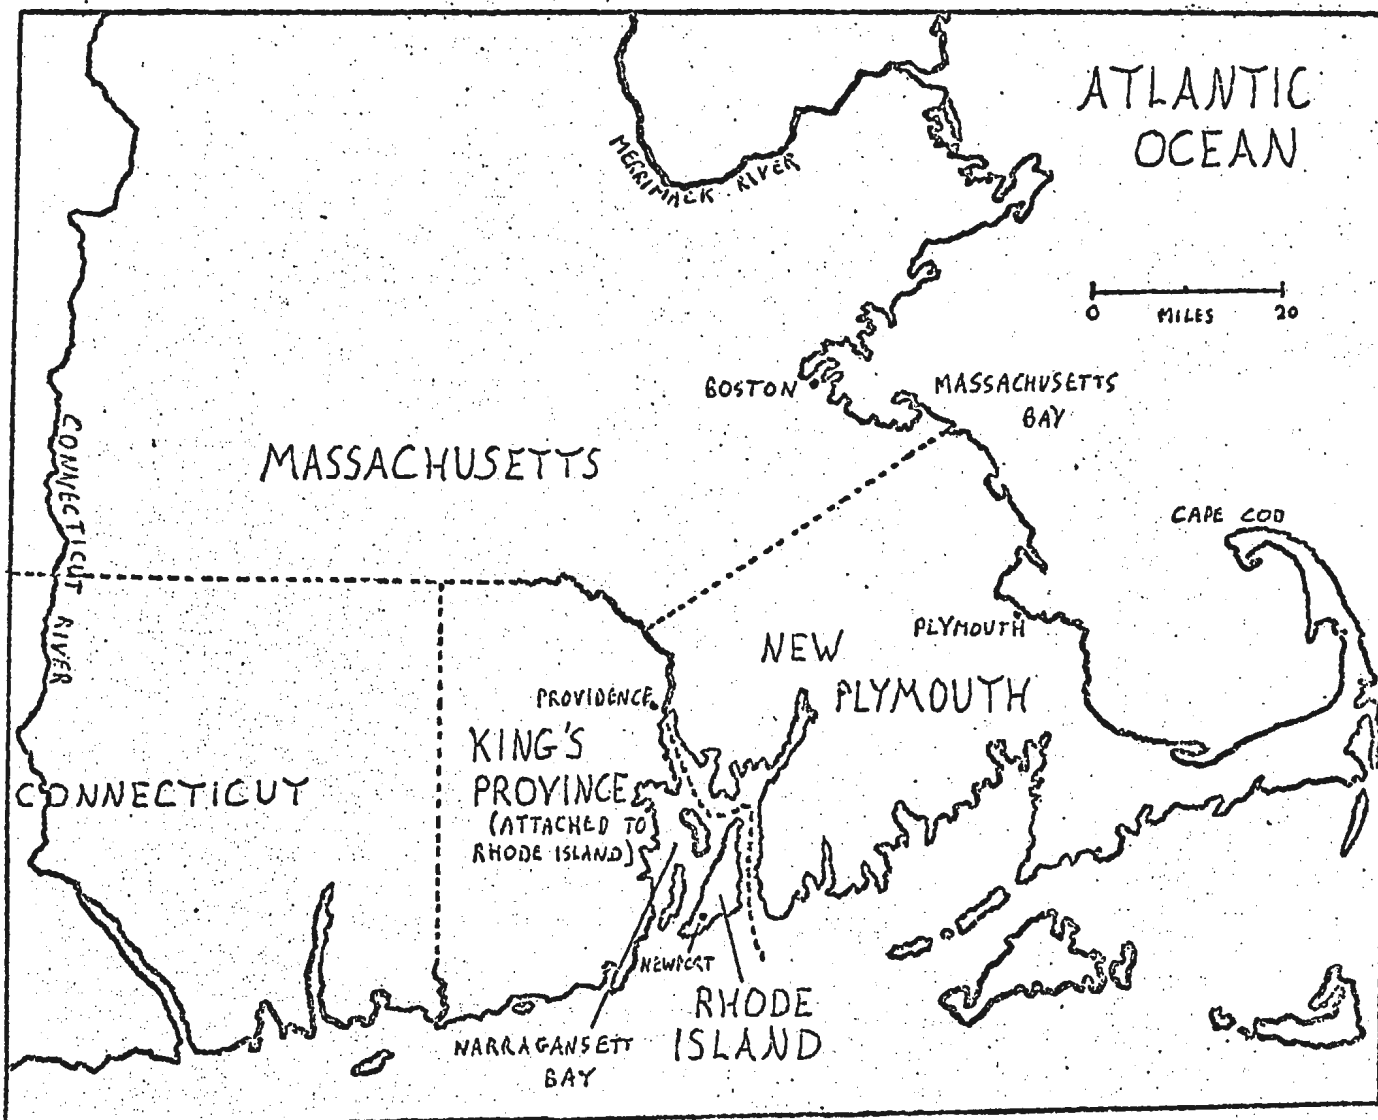 ATLANTIC
OCEAN
MERRIMACK RIVER
0 MILES 20
BOSTON
MASSACHUSETTS
BAY
MASSACHUSETTS
CONNECTICUT RIVER
CAPE COD
PLYMOUTH
NEW
PLYMOUTH
PROVIDENCE
KING'S
PROVINCE
(ATTACHED TO
RHODE ISLAND)
CONNECTICUT
NEWPORT
RHODE
ISLAND
NARRAGANSETT
BAY